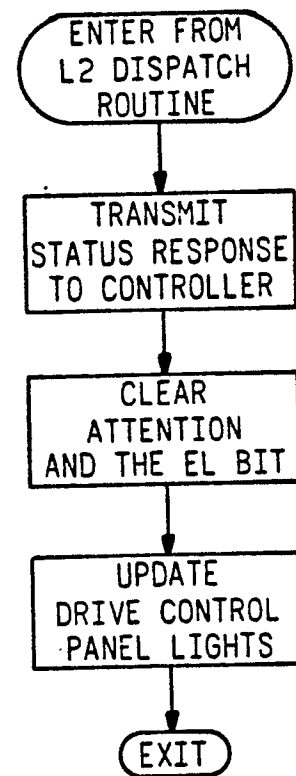 ENTER FROM
L2 DISPATCH
ROUTINE
TRANSMIT
STATUS RESPONSE
TO CONTROLLER
CLEAR
ATTENTION
AND THE EL BIT
UPDATE
DRIVE CONTROL
PANEL LIGHTS
EXIT